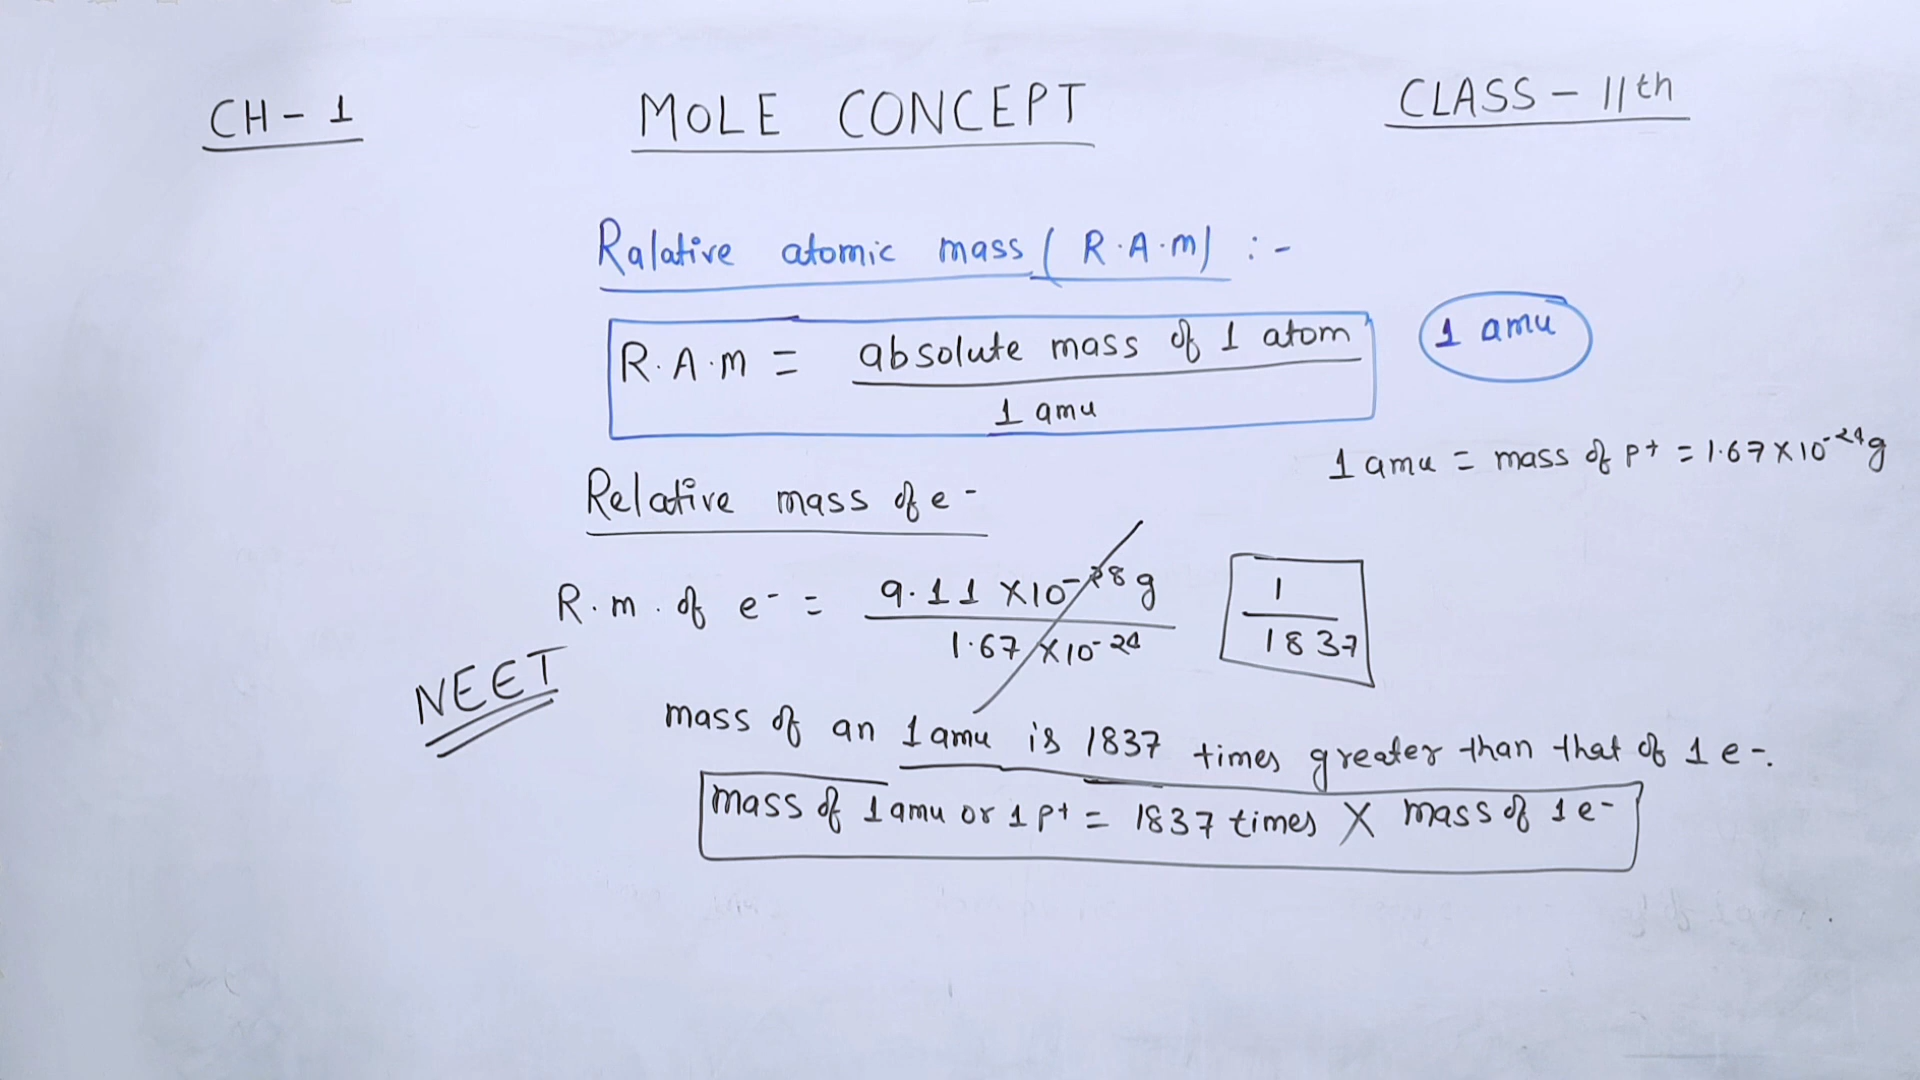 CH - 1
MOLE CONCEPT
CLASS - 11th
Ralative atomic mass (R.A.m) :-
R.A.m = absolute mass of 1 atom
1 amu
1 amu
1 amu = mass of p+ = 1.67 X 10-24g
Relative mass of e-
R.m. of e- = 9.11 X10-28 g
1.67 X10-24
1
1837
NEET
mass of an 1 amu is 1837 times greater than that of 1 e-.
mass of 1 amu or 1 p+ = 1837 times X mass of 1 e-